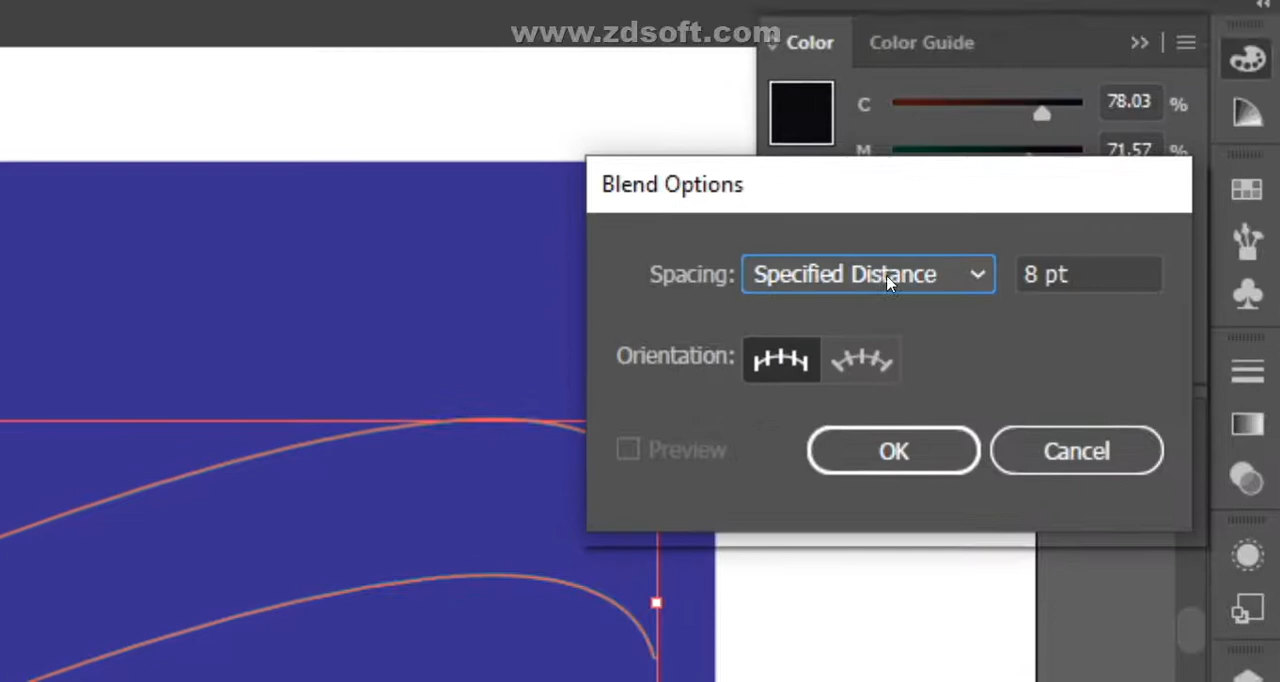 www.zdsoft.com
Color
Color Guide
C
78.03 %
M
71.57 %
Blend Options
Spacing:
Specified Distance
8 pt
Orientation:
Preview
OK
Cancel